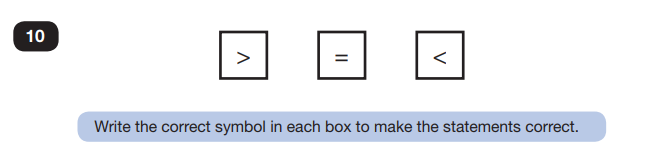 10
> = <
Write the correct symbol in each box to make the statements correct.